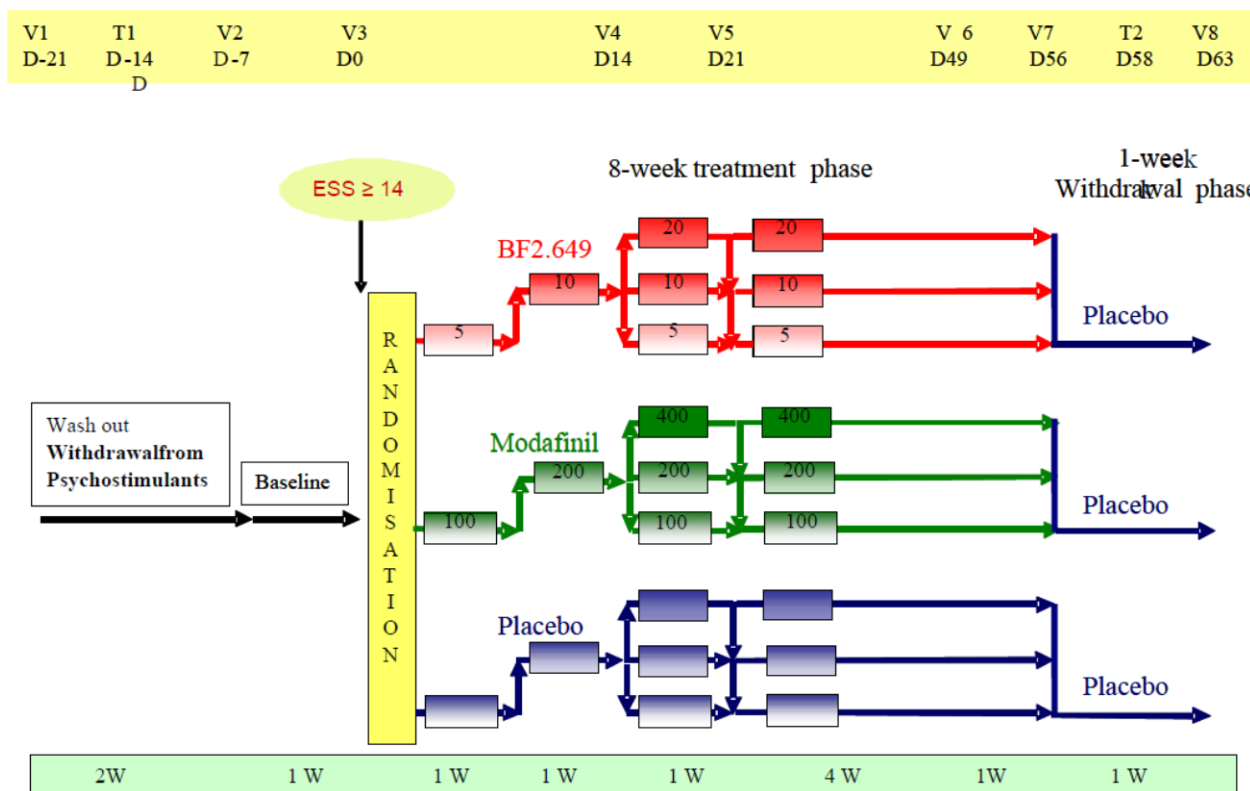 V1 T1 V2 V3 V4 V5 V 6 V7 T2 V8
D-21 D-14 D-7 D0 D14 D21 D49 D56 D58 D63
D
ESS ≥ 14
8-week treatment phase
1-week
Withdrawal phase
BF2.649
20 20
10 10 10
5 5 5
Placebo
RANDOMISATION
Wash out
Withdrawalfrom
Psychostimulants
Baseline
Modafinil
400 400
200 200 200
100 100 100
Placebo
Placebo
Placebo
2W 1 W 1 W 1 W 1 W 4 W 1W 1 W